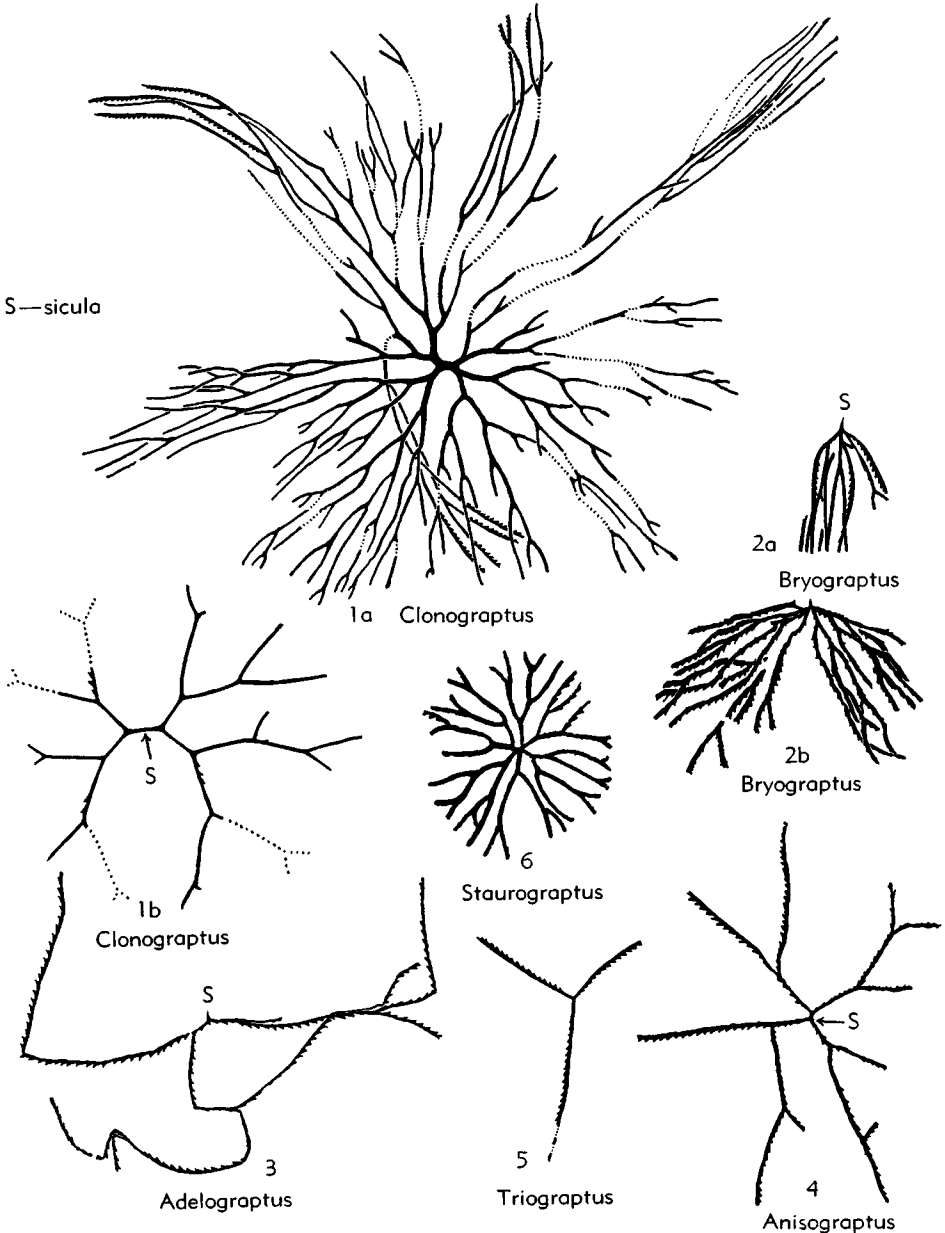 S—sicula
1a Clonograptus
S
2a
Bryograptus
S
1b
Clonograptus
2b
Bryograptus
6
Staurograptus
S
3
Adelograptus
5
Triograptus
S
4
Anisograptus